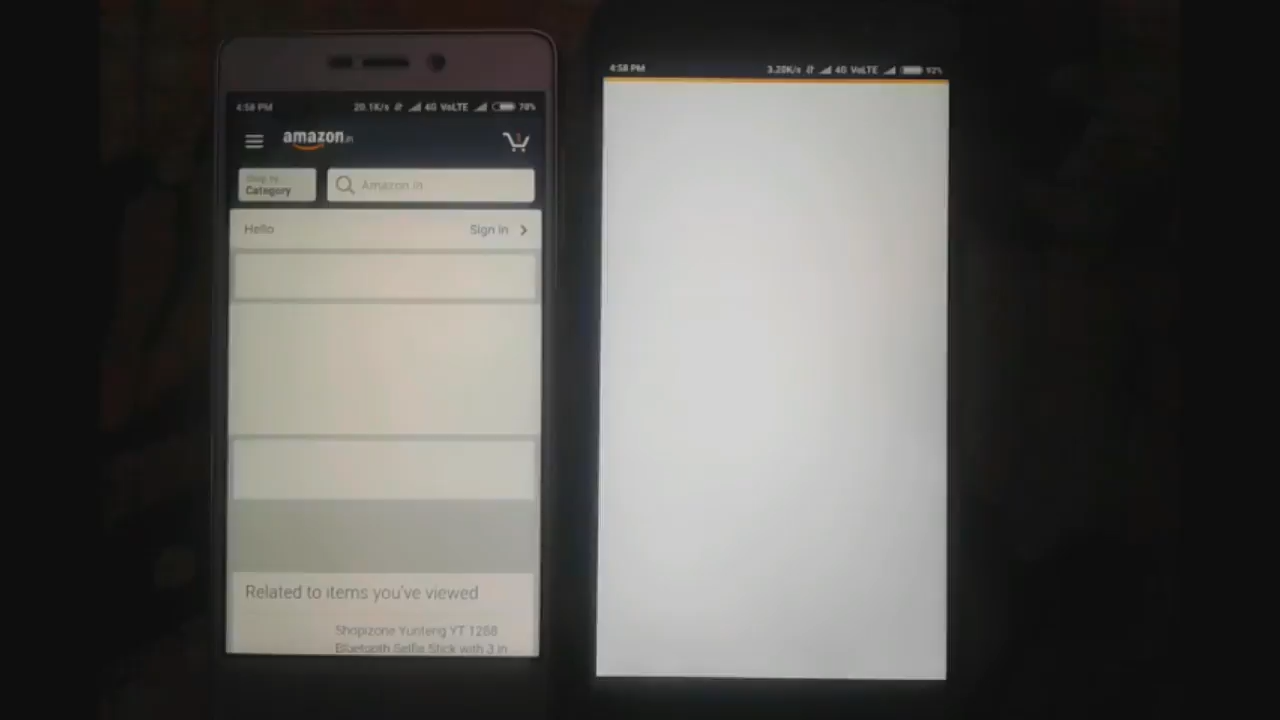 4:58 PM
20.1K/s 4G VoLTE 78%
amazon.in
Shop by
Category
Amazon.in
Hello
Sign in
Related to items you've viewed
Shopizone Yunteng YT 1288
Bluetooth Selfie Stick with 3 in
4:58 PM
3.20K/s 4G VoLTE 92%